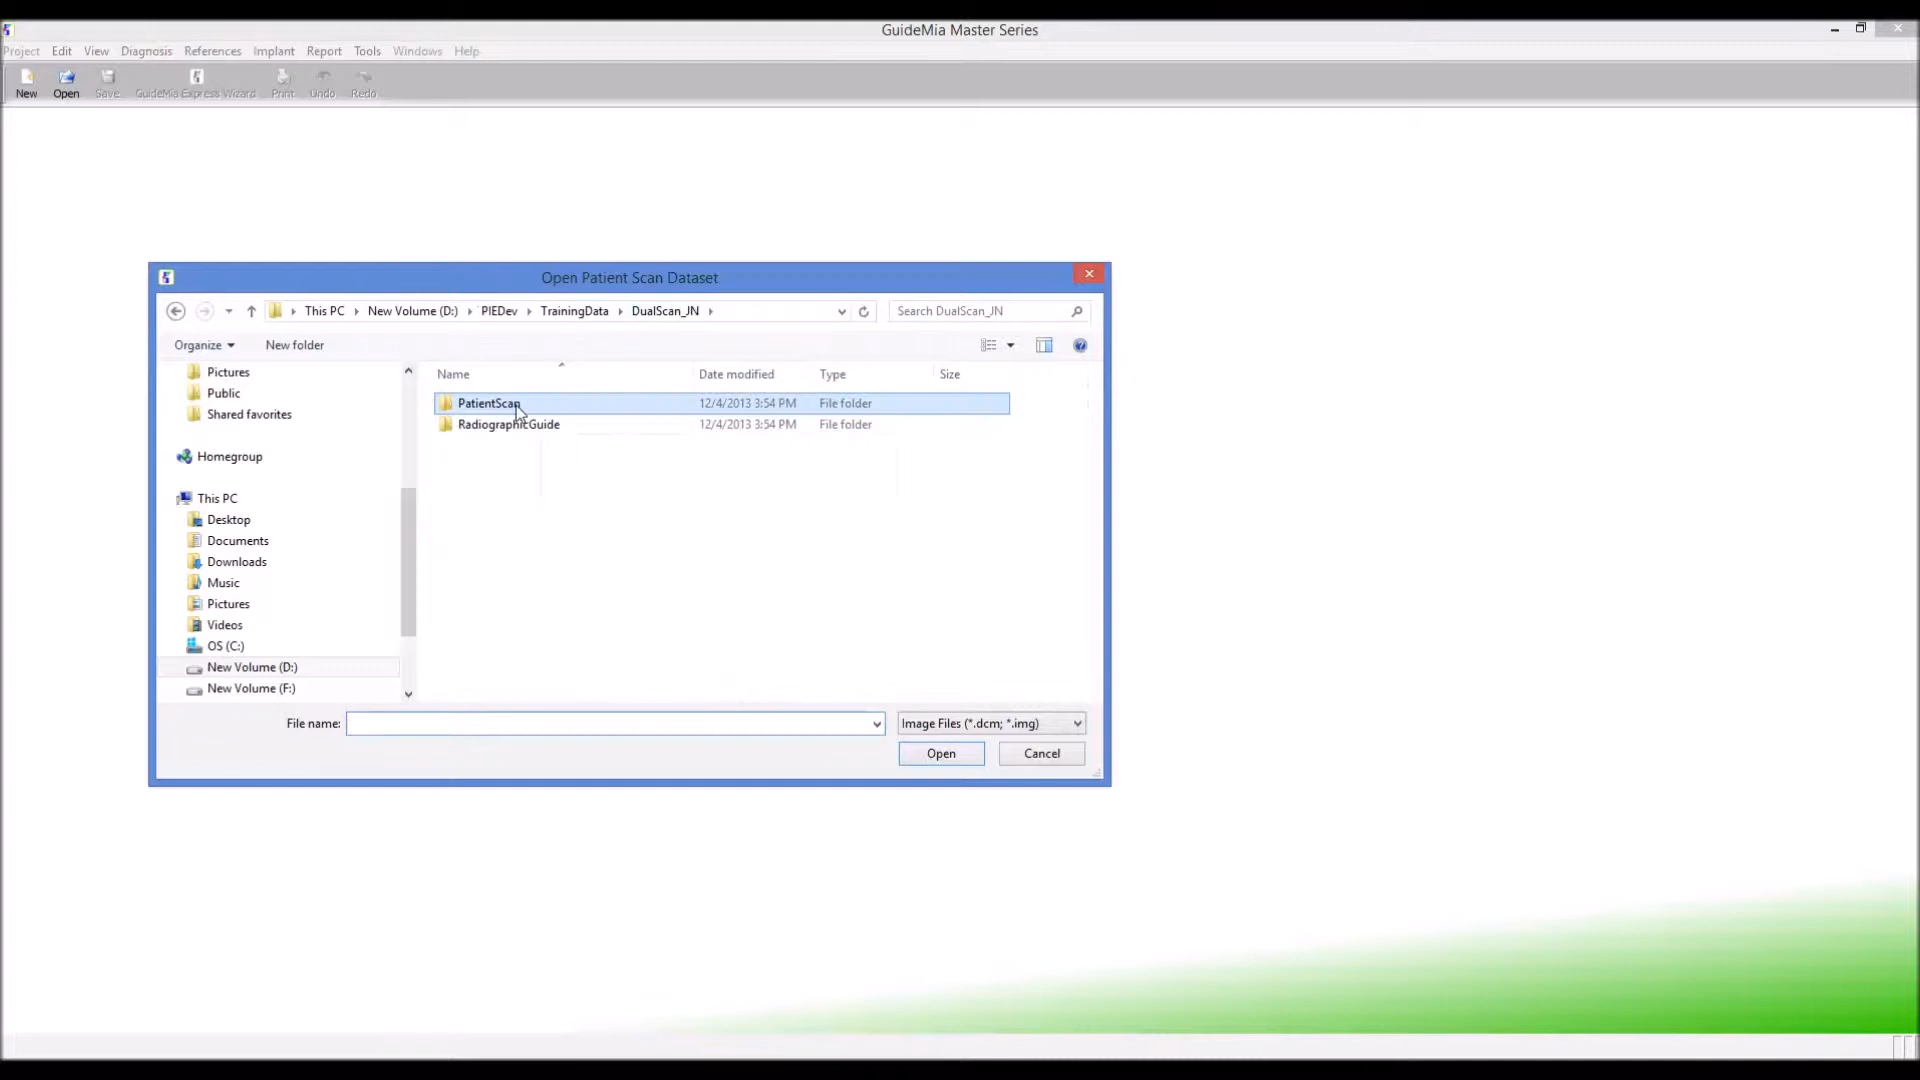 GuideMia Master Series
Project Edit View Diagnosis References Implant Report Tools Windows Help
New Open Save GuideMia Express Wizard Print Undo Redo
Open Patient Scan Dataset
This PC New Volume (D:) PIEDev TrainingData DualScan_JN Search DualScan_JN
Organize New folder
Name Date modified Type Size
PatientScan 12/4/2013 3:54 PM File folder
RadiographicGuide 12/4/2013 3:54 PM File folder
Pictures
Public
Shared favorites
Homegroup
This PC
Desktop
Documents
Downloads
Music
Pictures
Videos
OS (C:)
New Volume (D:)
New Volume (F:)
File name: Image Files (*.dcm; *.img)
Open Cancel